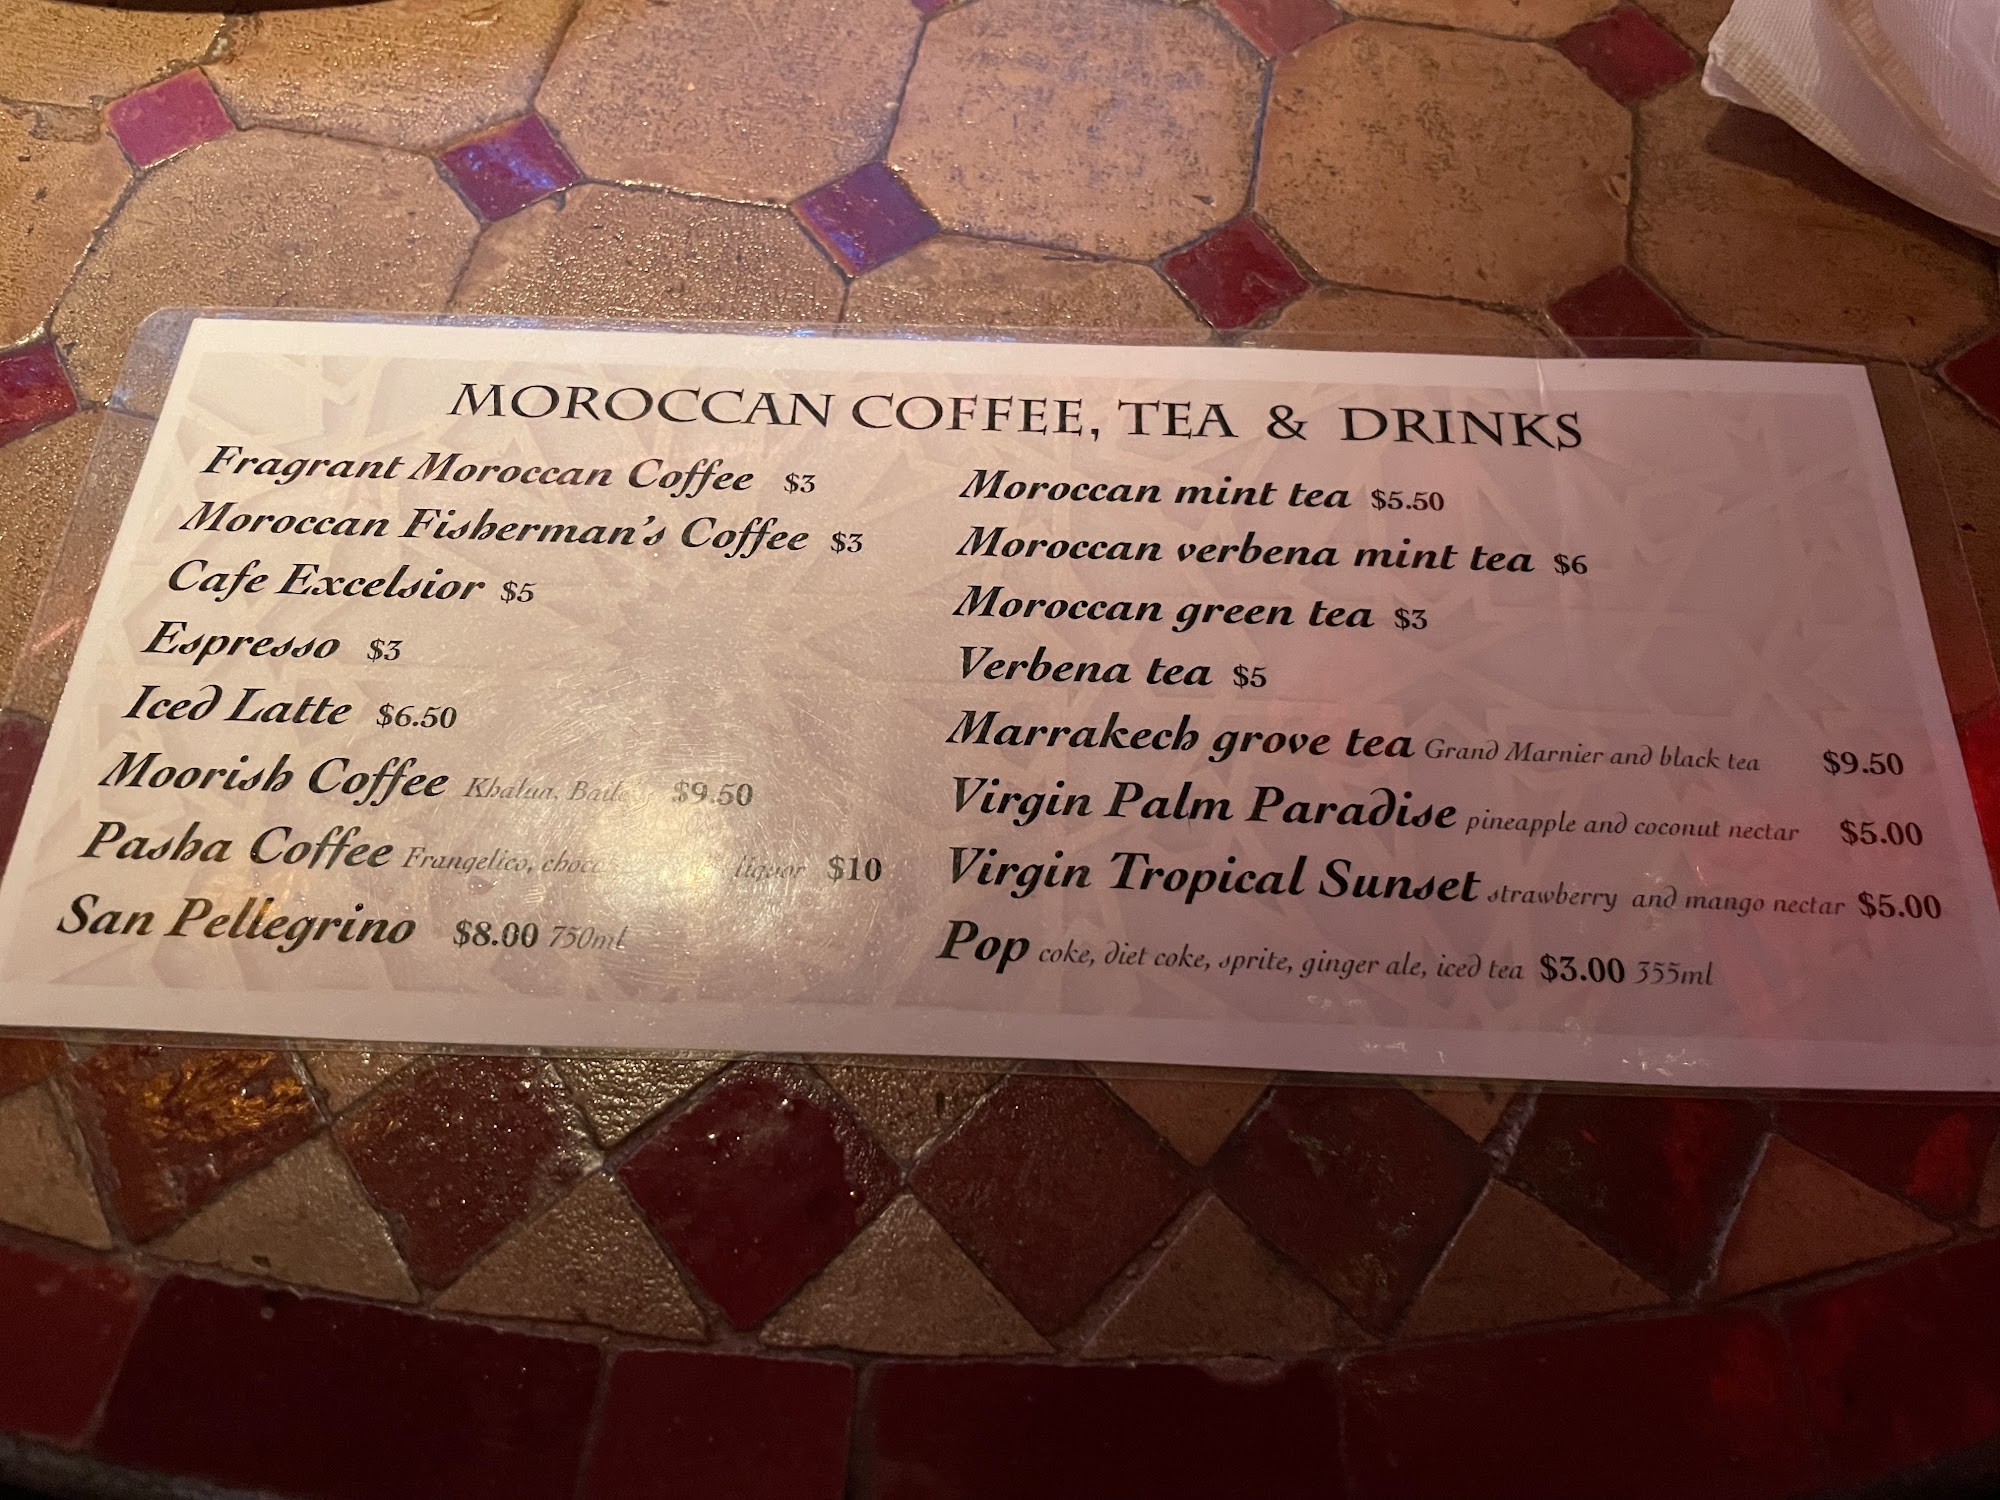 MOROCCAN COFFEE, TEA & DRINKS
Fragrant Moroccan Coffee $3
Moroccan Fisherman's Coffee $3
Cafe Excelsior $5
Espresso $3
Iced Latte $6.50
Moorish Coffee Khalua, $9.50
Pasha Coffee Frangelico, liquor $10
San Pellegrino $8.00 750ml
Moroccan mint tea $5.50
Moroccan verbena mint tea $6
Moroccan green tea $3
Verbena tea $5
Marrakech grove tea Grand Marnier and black tea $9.50
Virgin Palm Paradise pineapple and coconut nectar $5.00
Virgin Tropical Sunset strawberry and mango nectar $5.00
Pop coke, diet coke, sprite, ginger ale, iced tea $3.00 355ml